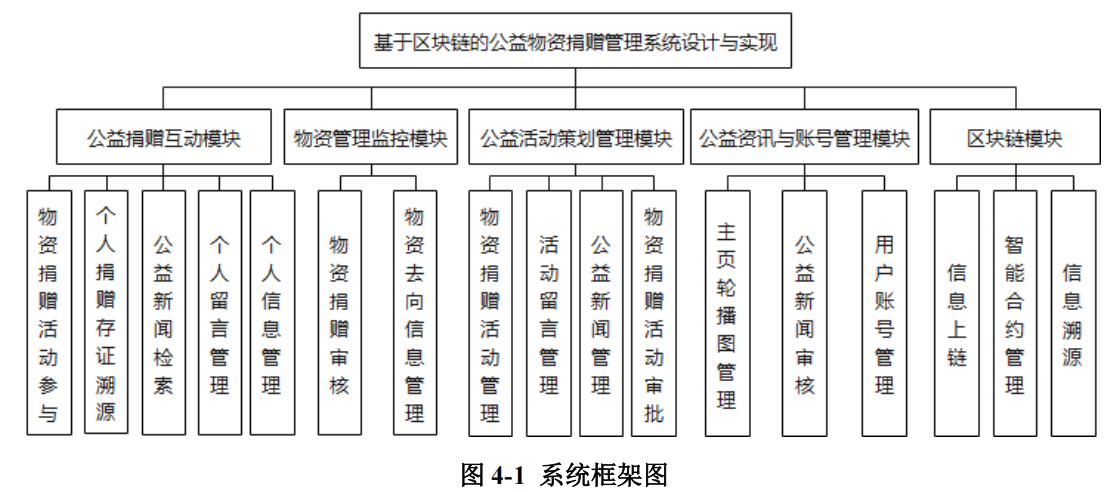 基于区块链的公益物资捐赠管理系统设计与实现
公益捐赠互动模块
物资管理监控模块
公益活动策划管理模块
公益资讯与账号管理模块
区块链模块
物资捐赠活动参与
个人捐赠存证溯源
公益新闻检索
个人留言管理
个人信息管理
物资捐赠审核
物资去向信息管理
物资捐赠活动管理
活动留言管理
公益新闻管理
物资捐赠活动审批
主页轮播图管理
公益新闻审核
用户账号管理
信息上链
智能合约管理
信息溯源
图 4-1 系统框架图